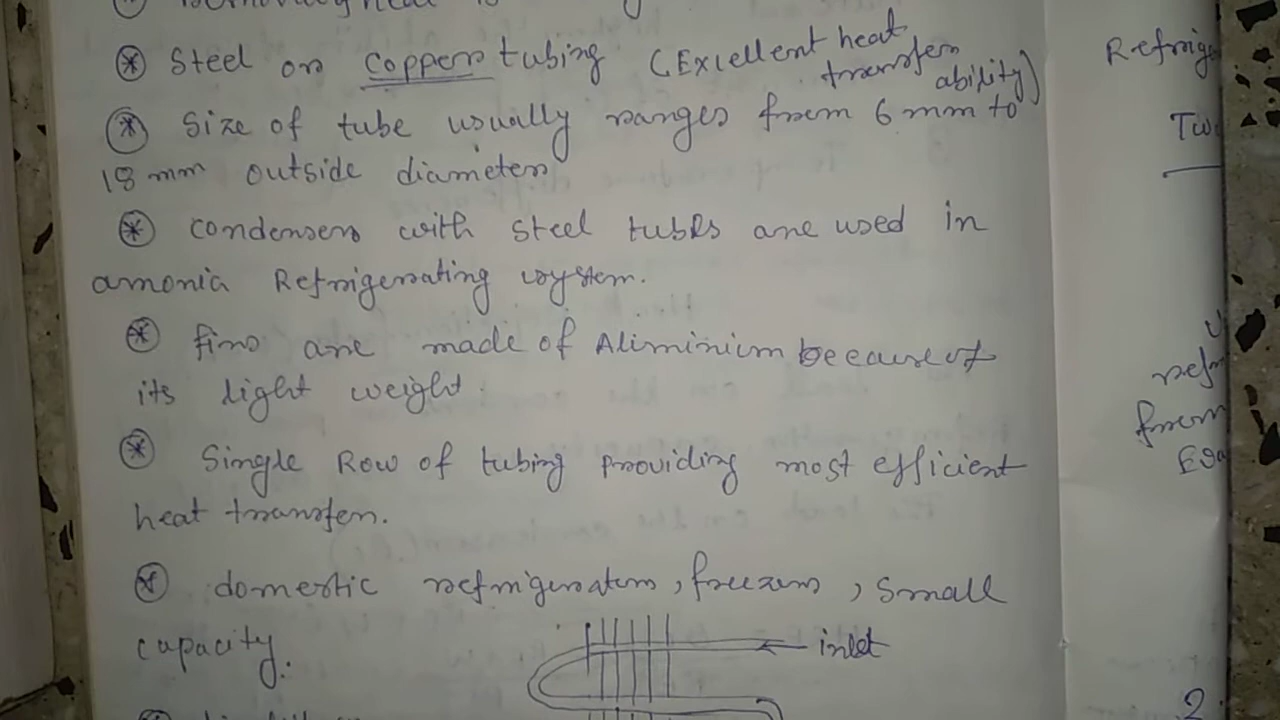 * Steel or copper tubing (Excellent heat
transfer ability)
* Size of tube usually ranges from 6 mm to
18 mm outside diameter
* condensers with steel tubes are used in
amonia Refrigerating system.
* fins are made of Aliminium beecause of
its light weight.
* Single Row of tubing providing most efficient
heat transfer.
* domestic refrigerators, freezers, small
capacity.
inlet
2